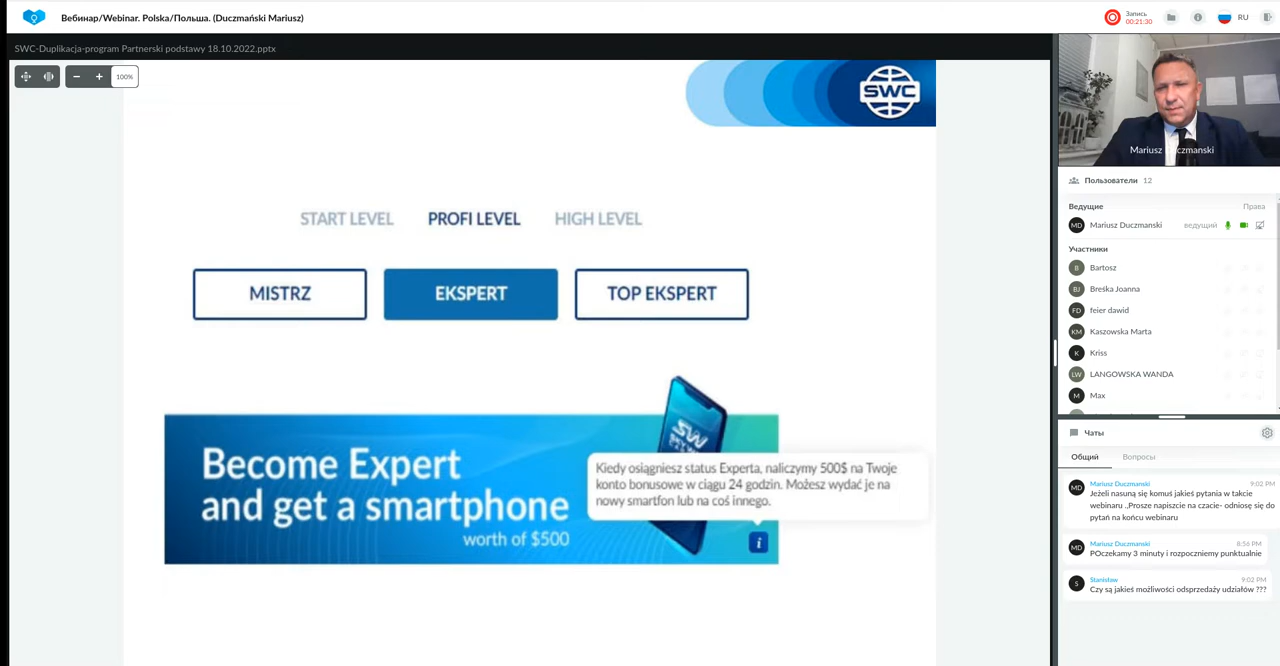 Вебинар/Webinar. Polska/Польша. (Duczmański Mariusz)
Запись
00:21:30
RU
SWC-Duplikacja-program Partnerski podstawy 18.10.2022.pptx
100%
SWC
START LEVEL PROFI LEVEL HIGH LEVEL
MISTRZ EKSPERT TOP EKSPERT
Become Expert
and get a smartphone
worth of $500
Kiedy osiągniesz status Experta, naliczymy 500$ na Twoje
konto bonusowe w ciągu 24 godzin. Możesz wydać je na
nowy smartfon lub na coś innego.
i
Mariusz Duczmanski
Пользователи 12
Ведущие Права
MD Mariusz Duczmanski ведущий
Участники
B Bartosz
BJ Breśka Joanna
FD feier dawid
KM Kaszowska Marta
K Kriss
LW LANGOWSKA WANDA
M Max
Чаты
Общий Вопросы
MD Mariusz Duczmanski 9:02 PM
Jeżeli nasuną się komuś jakieś pytania w takcie
webinaru ,,Prosze napiszcie na czacie- odniosę się do
pytań na końcu webinaru
MD Mariusz Duczmanski 8:56 PM
POczekamy 3 minuty i rozpoczniemy punktualnie
S Stanisław 9:02 PM
Czy są jakieś możliwości odsprzedaży udziałów ???